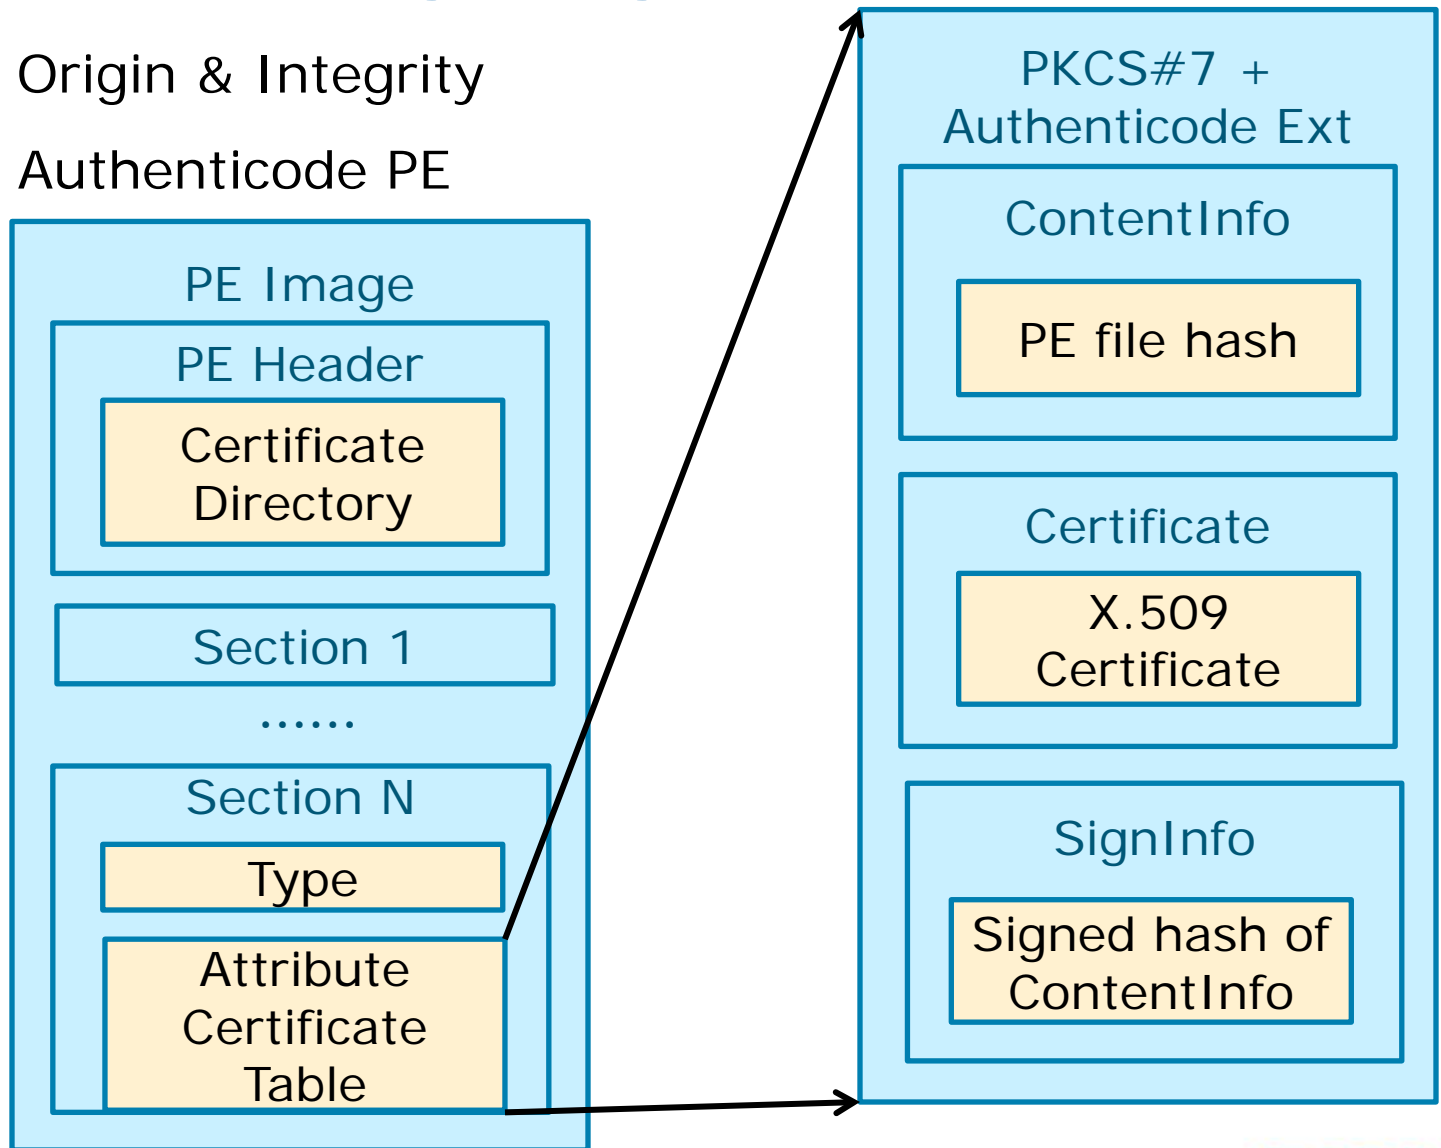 Origin & Integrity
Authenticode PE
PE Image
PE Header
Certificate
Directory
Section 1
......
Section N
Type
Attribute
Certificate
Table
PKCS#7 +
Authenticode Ext
ContentInfo
PE file hash
Certificate
X.509
Certificate
SignInfo
Signed hash of
ContentInfo